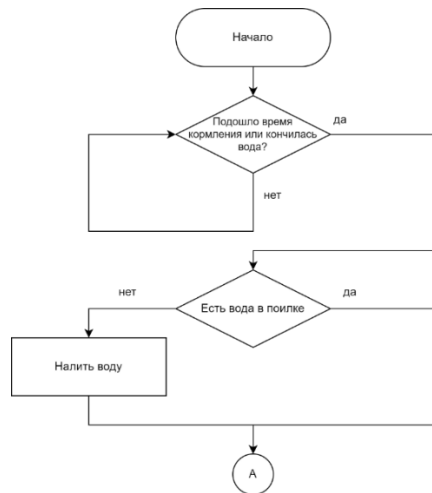 Начало
Подошло время
кормления или кончилась
вода?
да
нет
нет
Есть вода в поилке
да
Налить воду
А